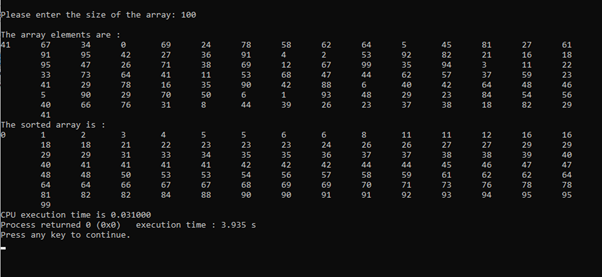 Please enter the size of the array: 100
The array elements are :
41 67 34 0 69 24 78 58 62 64 5 45 81 27 61
91 95 42 27 36 91 4 2 53 92 82 21 16 18
95 47 26 71 38 69 12 67 99 35 94 3 11 22
33 73 64 41 11 53 68 47 44 62 57 37 59 23
41 29 78 16 35 90 42 88 6 40 42 64 48 46
5 90 29 70 50 6 1 93 48 29 23 84 54 56
40 66 76 31 8 44 39 26 23 37 38 18 82 29
41
The sorted array is :
0 1 2 3 4 5 5 6 6 8 11 11 12 16 16
18 18 21 22 23 23 23 24 26 26 27 27 29 29
29 29 31 33 34 35 35 36 37 37 38 38 39 40
40 41 41 41 41 42 42 42 44 44 45 46 47 47
48 48 50 53 53 54 56 57 58 59 61 62 62 64
64 64 66 67 67 68 69 69 70 71 73 76 78 78
81 82 82 84 88 90 90 91 91 92 93 94 95 95
99
CPU execution time is 0.031000
Process returned 0 (0x0) execution time : 3.935 s
Press any key to continue.